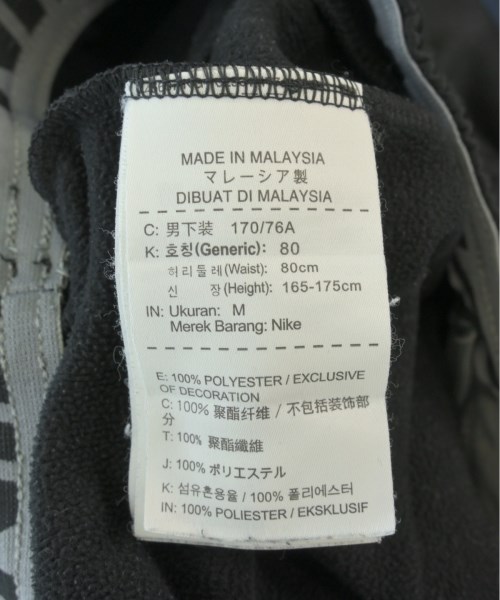 MADE IN MALAYSIA
マレーシア製
DIBUAT DI MALAYSIA
C: 男下装 170/76A
K: 호칭(Generic): 80
허리둘레(Waist): 80cm
신 장(Height): 165-175cm
IN: Ukuran: M
Merek Barang: Nike
E: 100% POLYESTER / EXCLUSIVE
OF DECORATION
C: 100% 聚酯纤维 / 不包括装饰部
分
T: 100% 聚酯纖維
J: 100% ポリエステル
K: 섬유혼용율 / 100% 폴리에스터
IN: 100% POLIESTER / EKSKLUSIF